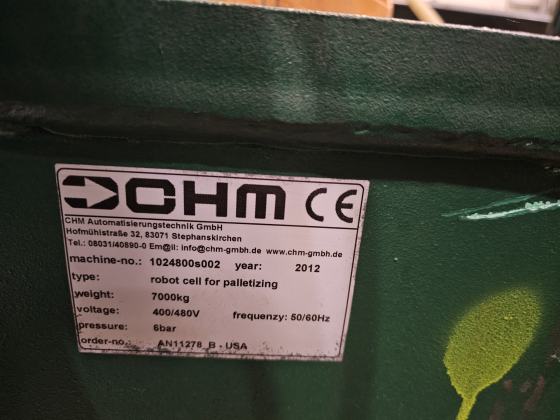 CHM CE
CHM Automatisierungstechnik GmbH
Hofmühlstraße 32, 83071 Stephanskirchen
Tel.: 08031/40890-0 Em@il: info@chm-gmbh.de www.chm-gmbh.de
machine-no.: 1024800s002 year: 2012
type: robot cell for palletizing
weight: 7000kg
voltage: 400/480V frequenzy: 50/60Hz
pressure: 6bar
order-no.: AN11278_B - USA